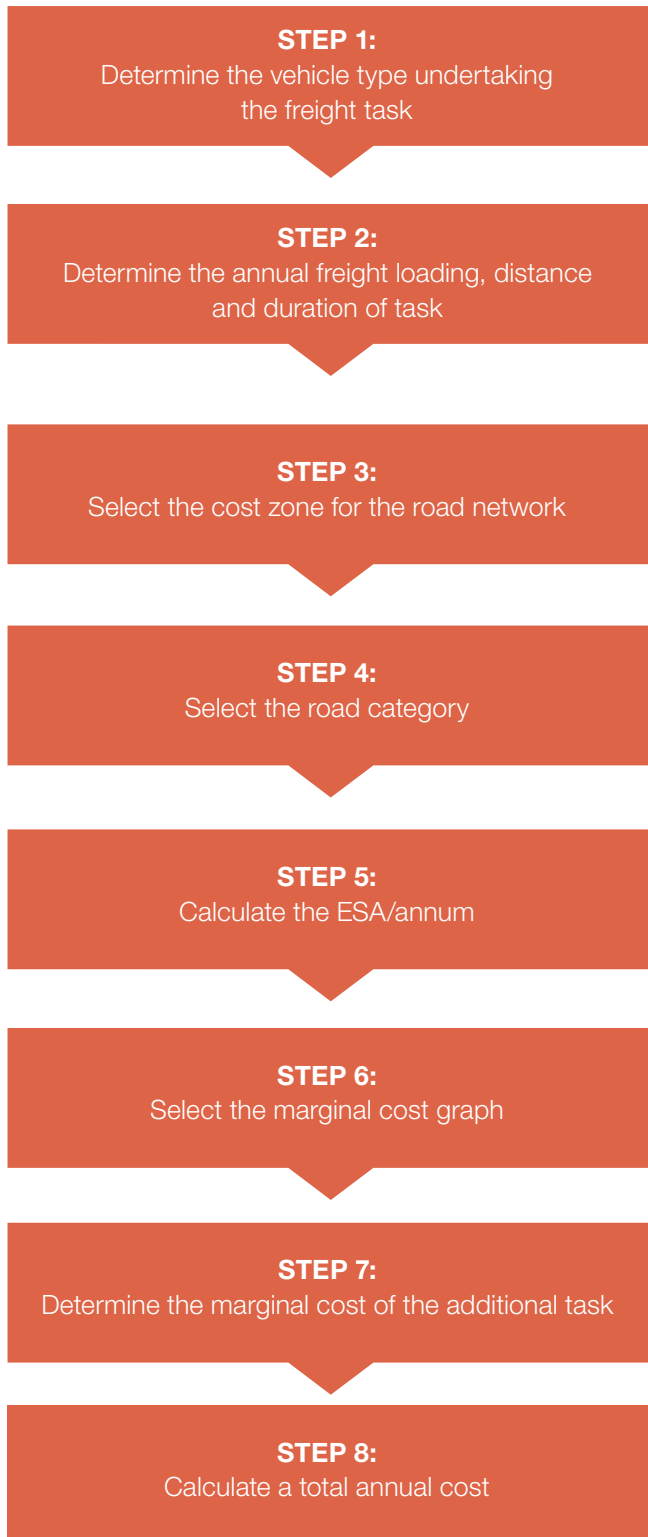 STEP 1:
Determine the vehicle type undertaking
the freight task
STEP 2:
Determine the annual freight loading, distance
and duration of task
STEP 3:
Select the cost zone for the road network
STEP 4:
Select the road category
STEP 5:
Calculate the ESA/annum
STEP 6:
Select the marginal cost graph
STEP 7:
Determine the marginal cost of the additional task
STEP 8:
Calculate a total annual cost